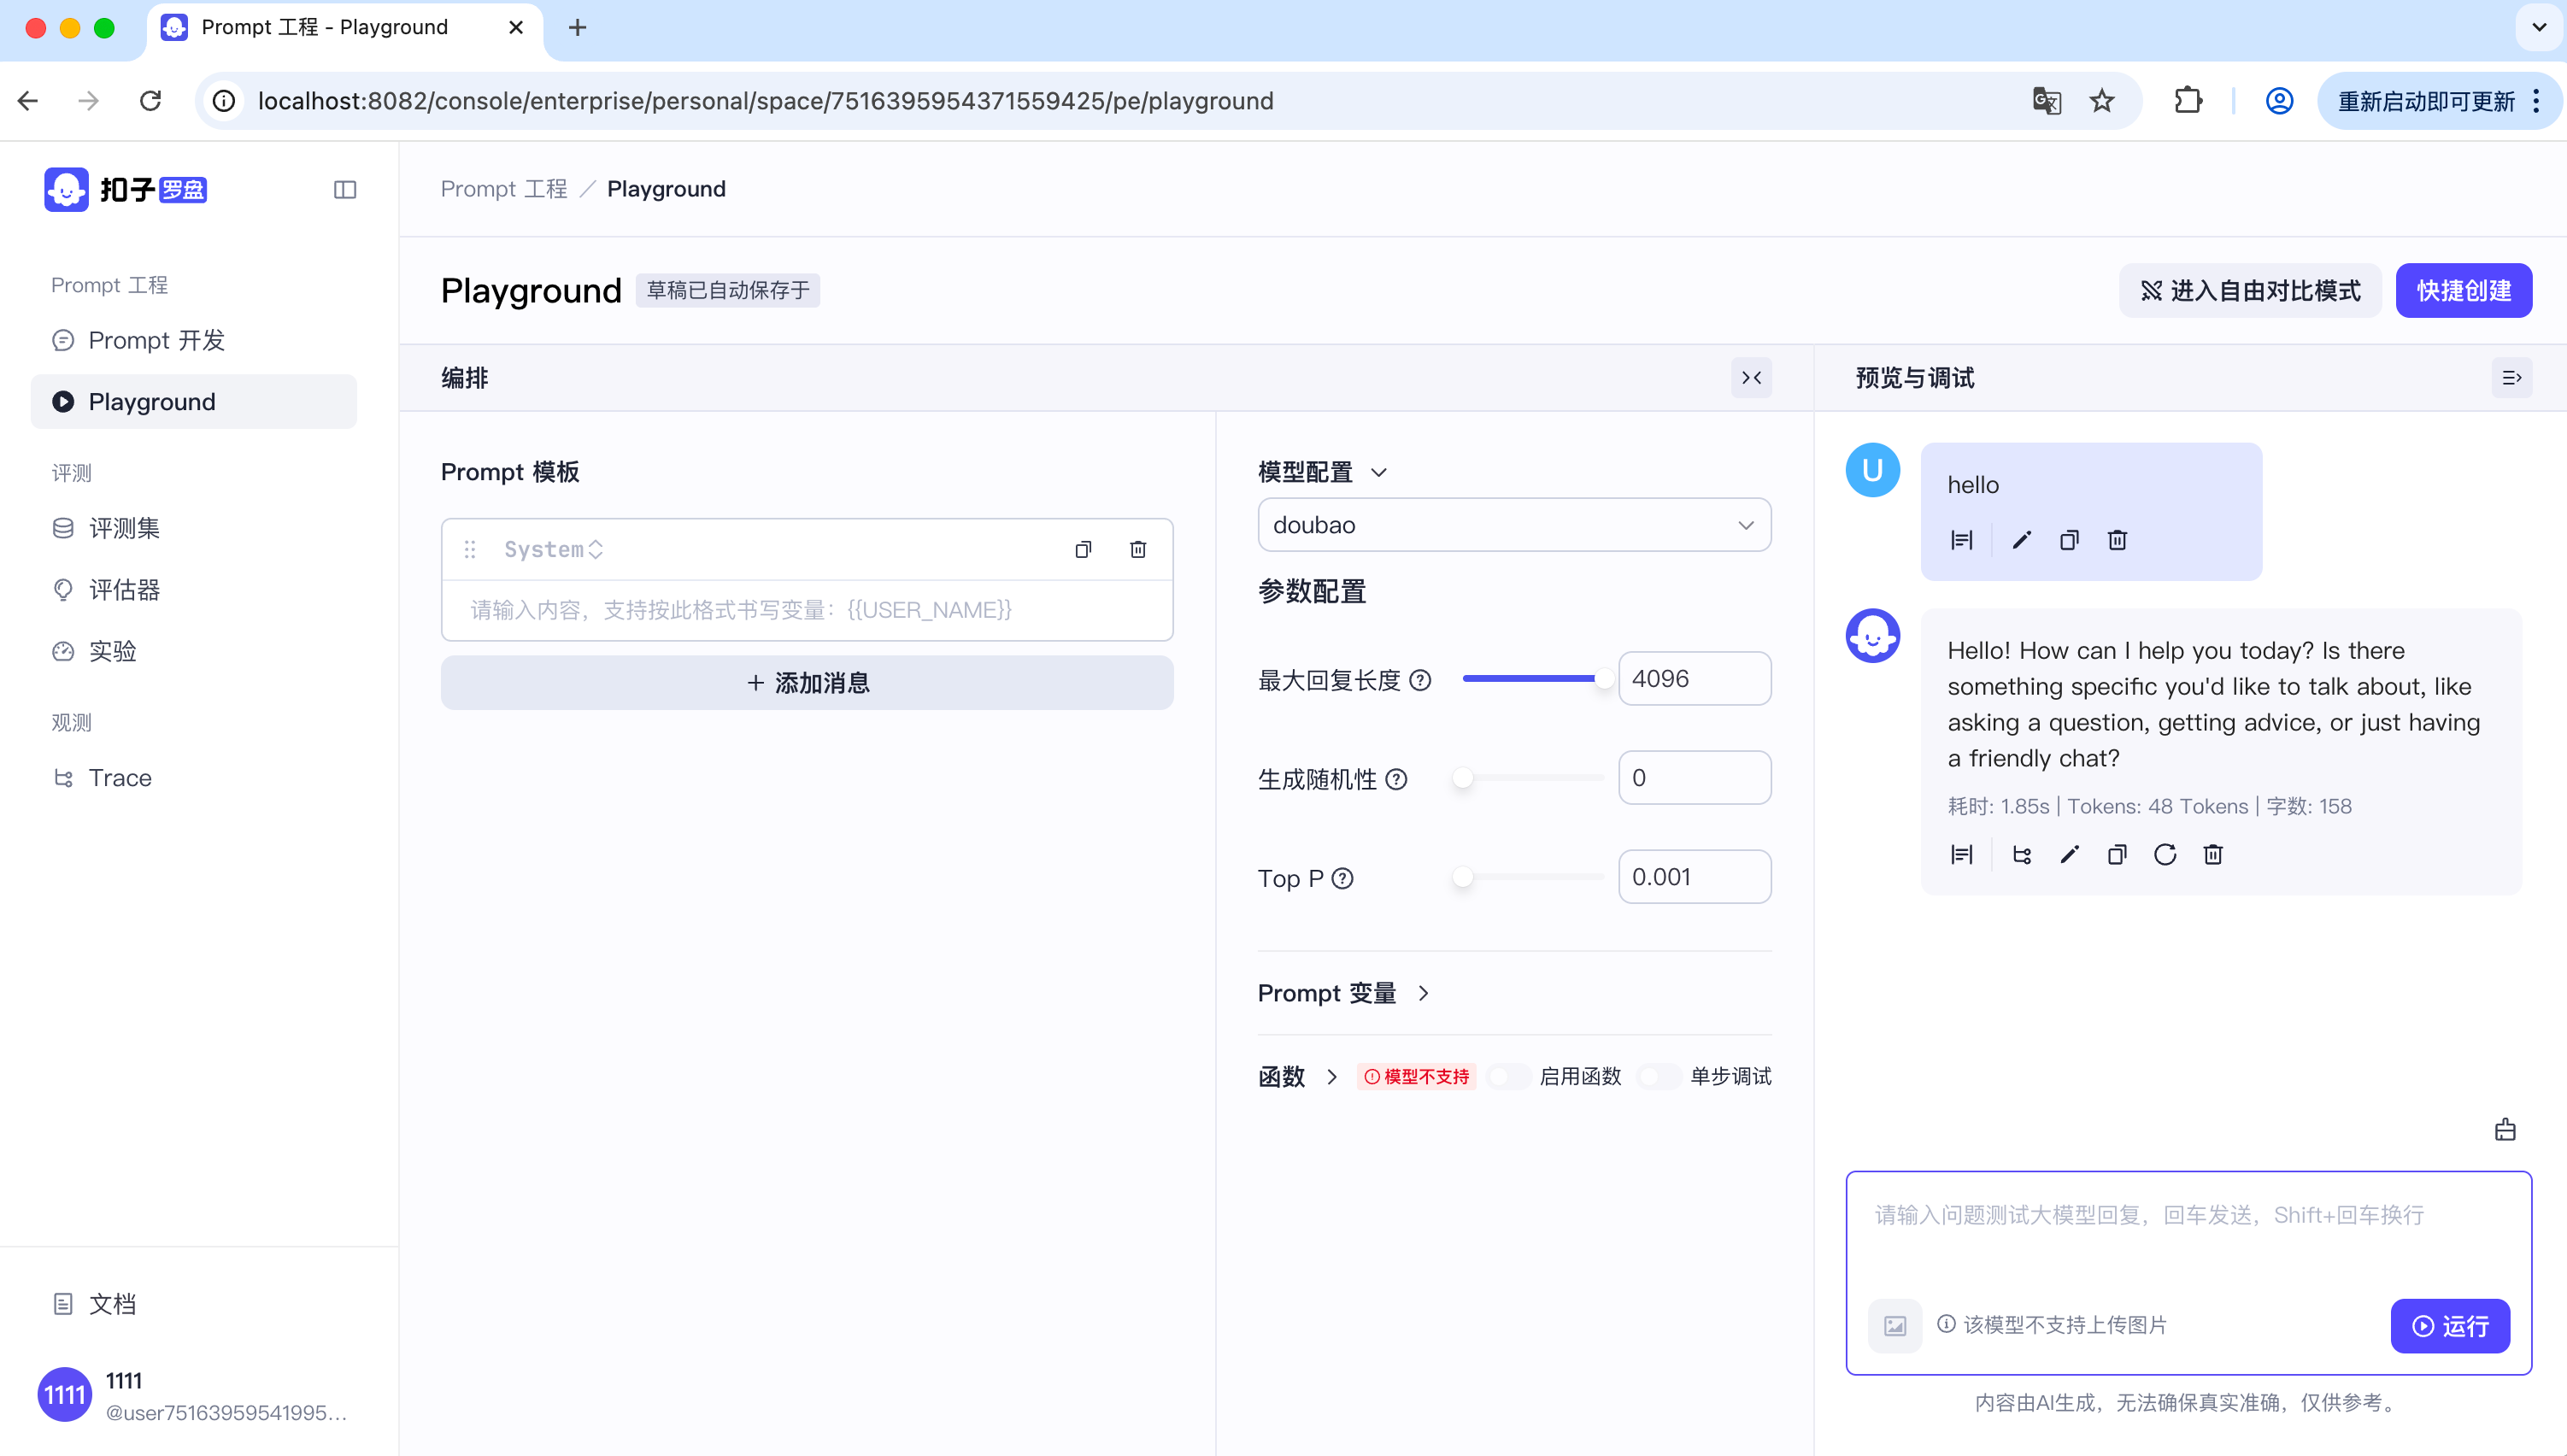 Prompt 工程 - Playground
localhost:8082/console/enterprise/personal/space/7516395954371559425/pe/playground
重新启动即可更新
扣子罗盘
Prompt 工程
Prompt 开发
Playground
评测
评测集
评估器
实验
观测
Trace
文档
1111
1111
@user75163959541995...
Prompt 工程 / Playground
Playground
草稿已自动保存于
进入自由对比模式
快捷创建
编排
Prompt 模板
System
请输入内容，支持按此格式书写变量：{{USER_NAME}}
+ 添加消息
模型配置
doubao
参数配置
最大回复长度
4096
生成随机性
0
Top P
0.001
Prompt 变量
函数
模型不支持
启用函数
单步调试
预览与调试
U
hello
Hello! How can I help you today? Is there
something specific you'd like to talk about, like
asking a question, getting advice, or just having
a friendly chat?
耗时: 1.85s | Tokens: 48 Tokens | 字数: 158
请输入问题测试大模型回复，回车发送，Shift+回车换行
该模型不支持上传图片
运行
内容由AI生成，无法确保真实准确，仅供参考。